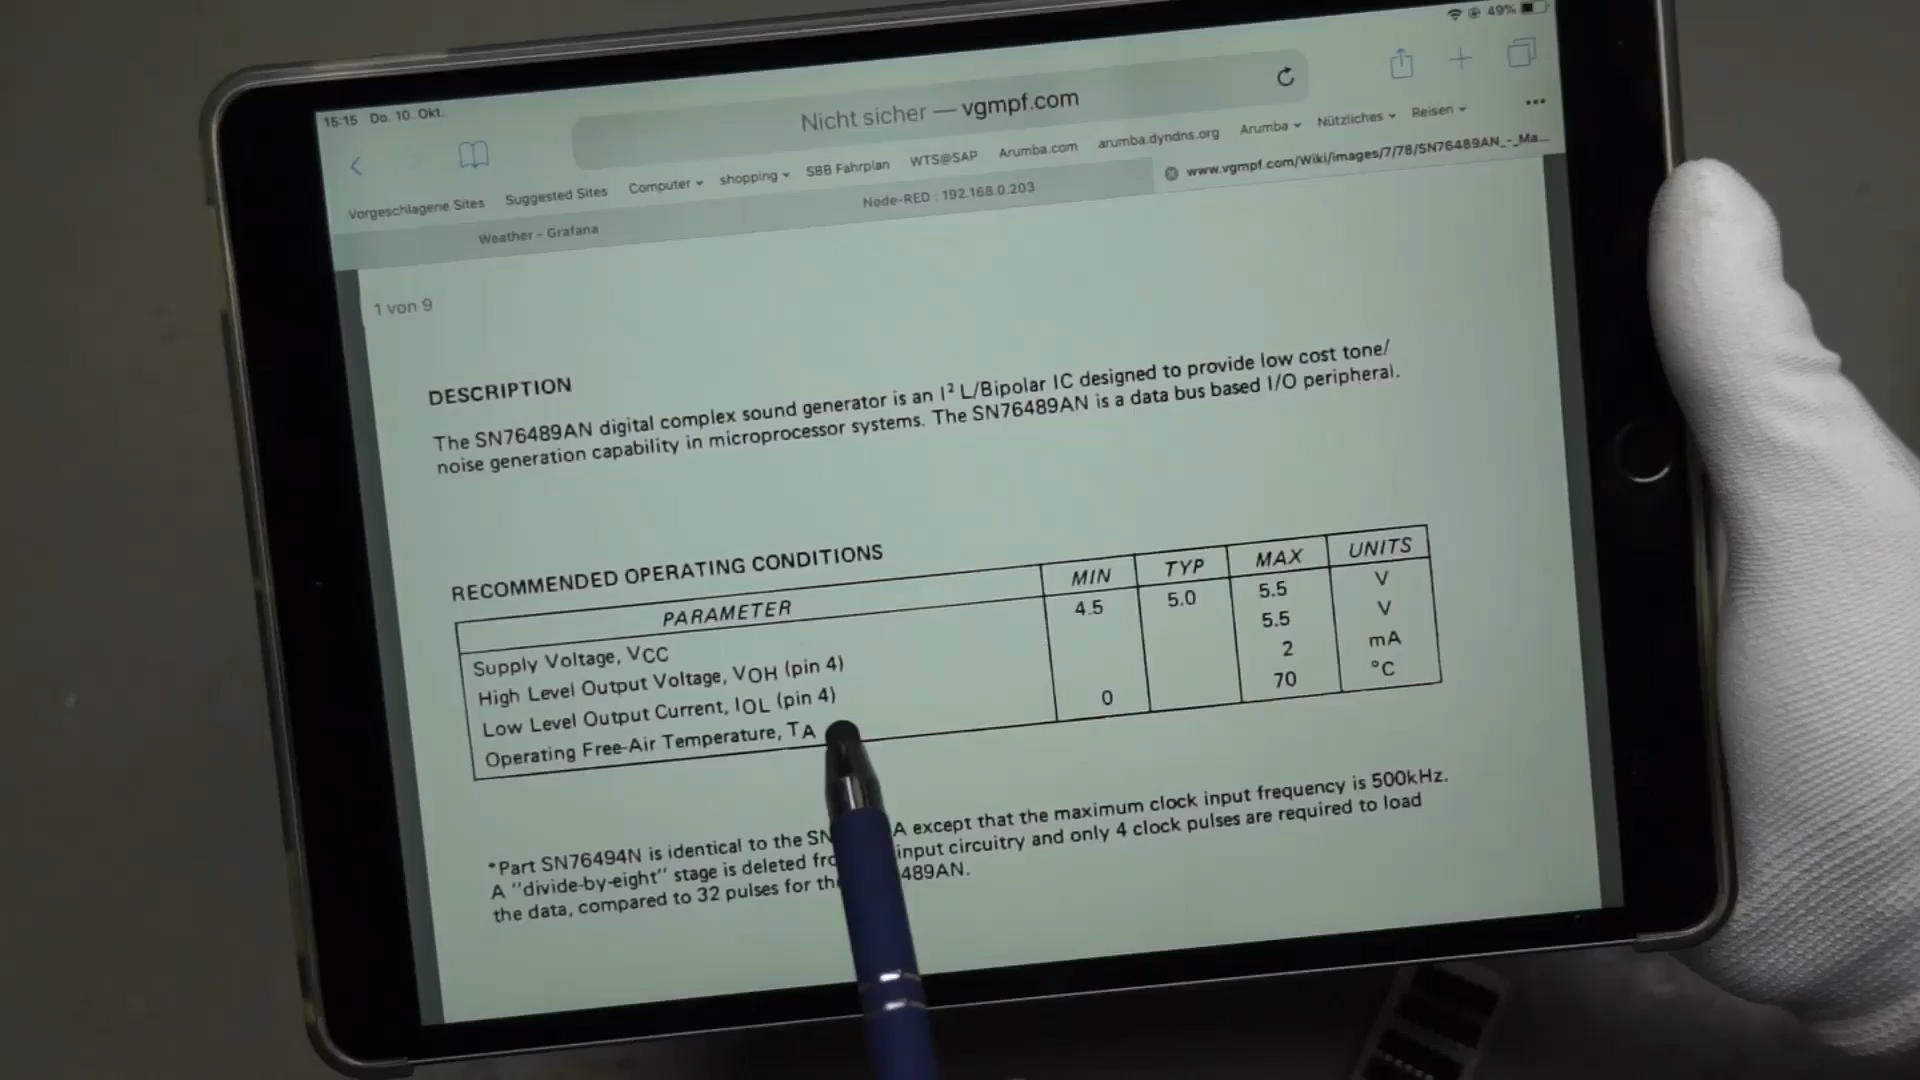 15:15 Do. 10. Okt.
49%
Nicht sicher — vgmpf.com
Vorgeschlagene Sites Suggested Sites Computer shopping SBB Fahrplan WTS@SAP Arumba.com arumba.dyndns.org Arumba Nützliches Reisen •••
Weather - Grafana Node-RED : 192.168.0.203 www.vgmpf.com/Wiki/images/7/78/SN76489AN_-_Ma...
1 von 9
DESCRIPTION
The SN76489AN digital complex sound generator is an I² L/Bipolar IC designed to provide low cost tone/
noise generation capability in microprocessor systems. The SN76489AN is a data bus based I/O peripheral.
RECOMMENDED OPERATING CONDITIONS
PARAMETER MIN TYP MAX UNITS
Supply Voltage, VCC 4.5 5.0 5.5 V
High Level Output Voltage, VOH (pin 4) 5.5 V
Low Level Output Current, IOL (pin 4) 2 mA
Operating Free-Air Temperature, TA 0 70 °C
*Part SN76494N is identical to the SN A except that the maximum clock input frequency is 500kHz.
A "divide-by-eight" stage is deleted input circuitry and only 4 clock pulses are required to load
the data, compared to 32 pulses for 489AN.